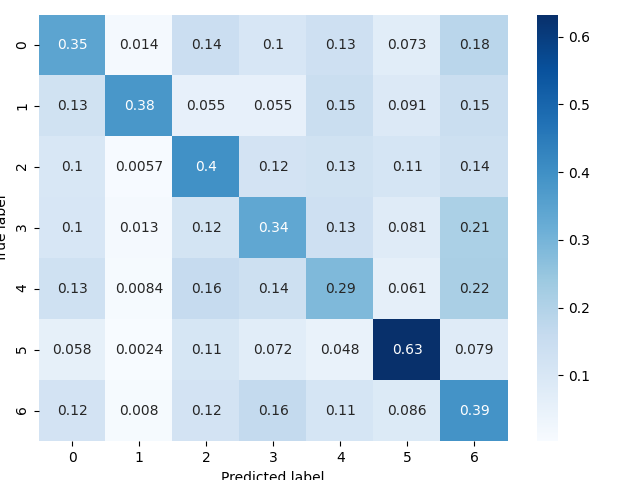 0 0.35 0.014 0.14 0.1 0.13 0.073 0.18
1 0.13 0.38 0.055 0.055 0.15 0.091 0.15
2 0.1 0.0057 0.4 0.12 0.13 0.11 0.14
3 0.1 0.013 0.12 0.34 0.13 0.081 0.21
4 0.13 0.0084 0.16 0.14 0.29 0.061 0.22
5 0.058 0.0024 0.11 0.072 0.048 0.63 0.079
6 0.12 0.008 0.12 0.16 0.11 0.086 0.39
0 1 2 3 4 5 6
Predicted label
True label
0.6
0.5
0.4
0.3
0.2
0.1